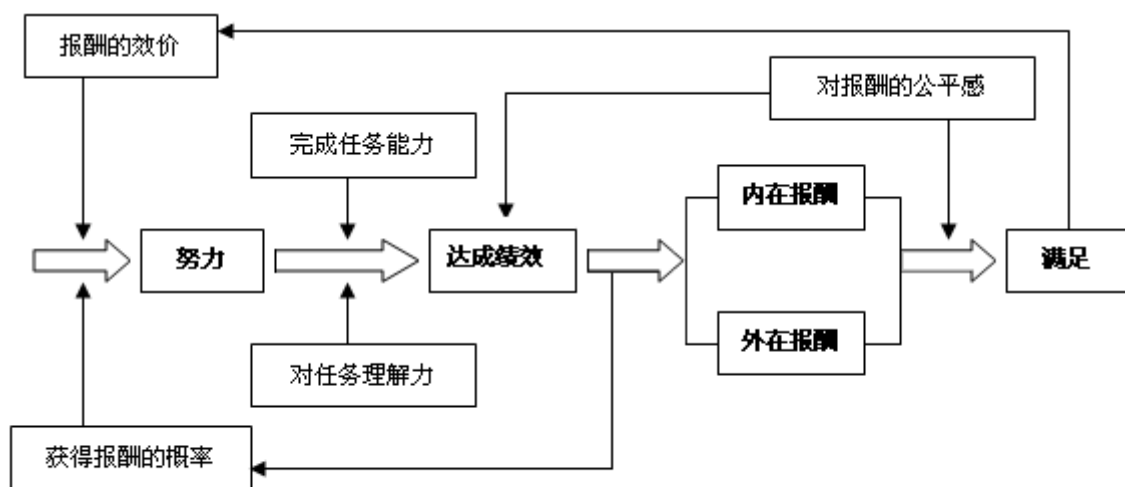 报酬的效价
对报酬的公平感
完成任务能力
内在报酬
努力
达成绩效
满足
外在报酬
对任务理解力
获得报酬的概率